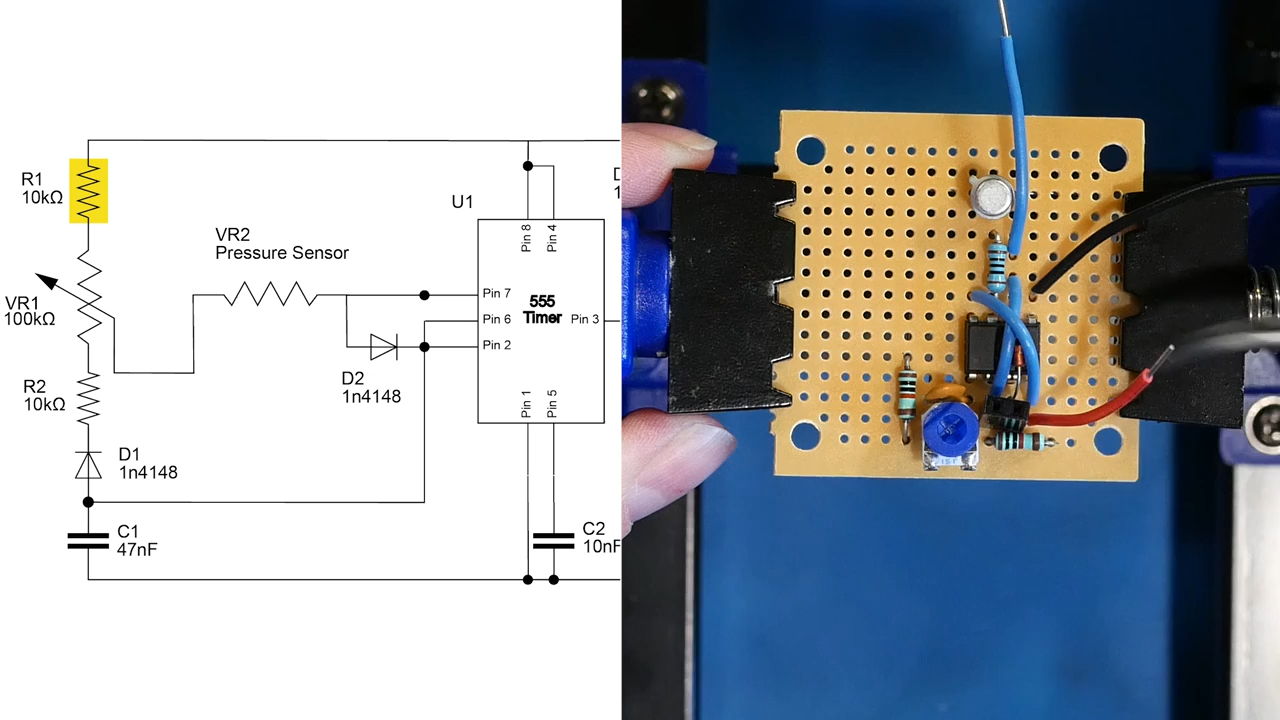 R1
10kΩ
VR1
100kΩ
R2
10kΩ
D1
1n4148
C1
47nF
VR2
Pressure Sensor
D2
1n4148
U1
Pin 8
Pin 4
Pin 7
Pin 6
Pin 2
555
Timer
Pin 3
Pin 1
Pin 5
C2
10nF